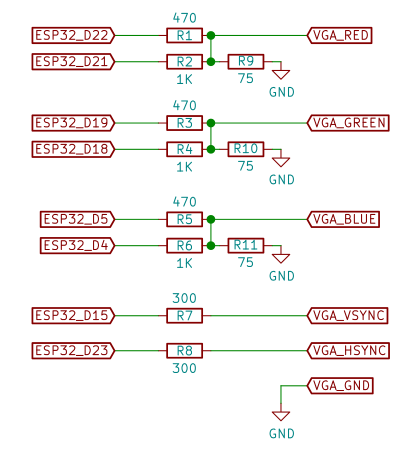 470
ESP32_D22 R1 VGA_RED
ESP32_D21 R2 R9
1K 75 GND
470
ESP32_D19 R3 VGA_GREEN
ESP32_D18 R4 R10
1K 75 GND
470
ESP32_D5 R5 VGA_BLUE
ESP32_D4 R6 R11
1K 75 GND
300
ESP32_D15 R7 VGA_VSYNC
ESP32_D23 R8 VGA_HSYNC
300
VGA_GND
GND